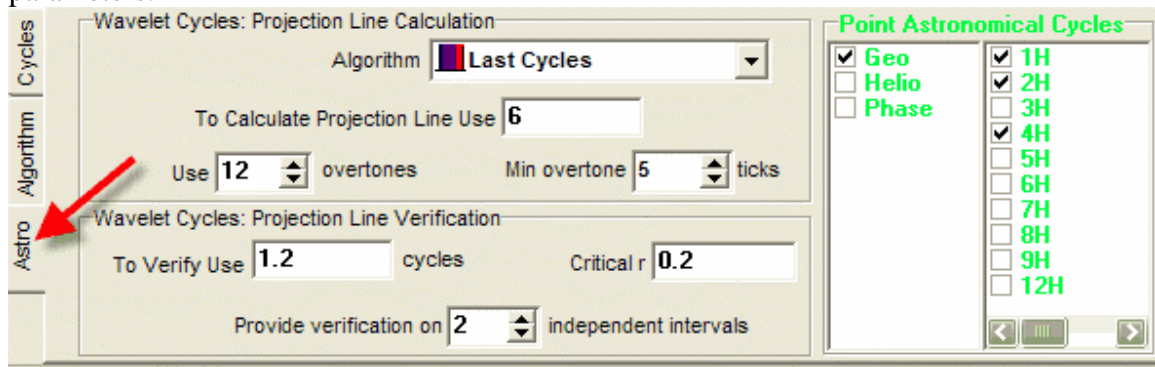 parameters.
Cycles
Algorithm
Astro
Wavelet Cycles: Projection Line Calculation
Algorithm Last Cycles
To Calculate Projection Line Use 6
Use 12 overtones Min overtone 5 ticks
Wavelet Cycles: Projection Line Verification
To Verify Use 1.2 cycles Critical r 0.2
Provide verification on 2 independent intervals
Point Astronomical Cycles
Geo
Helio
Phase
1H
2H
3H
4H
5H
6H
7H
8H
9H
12H